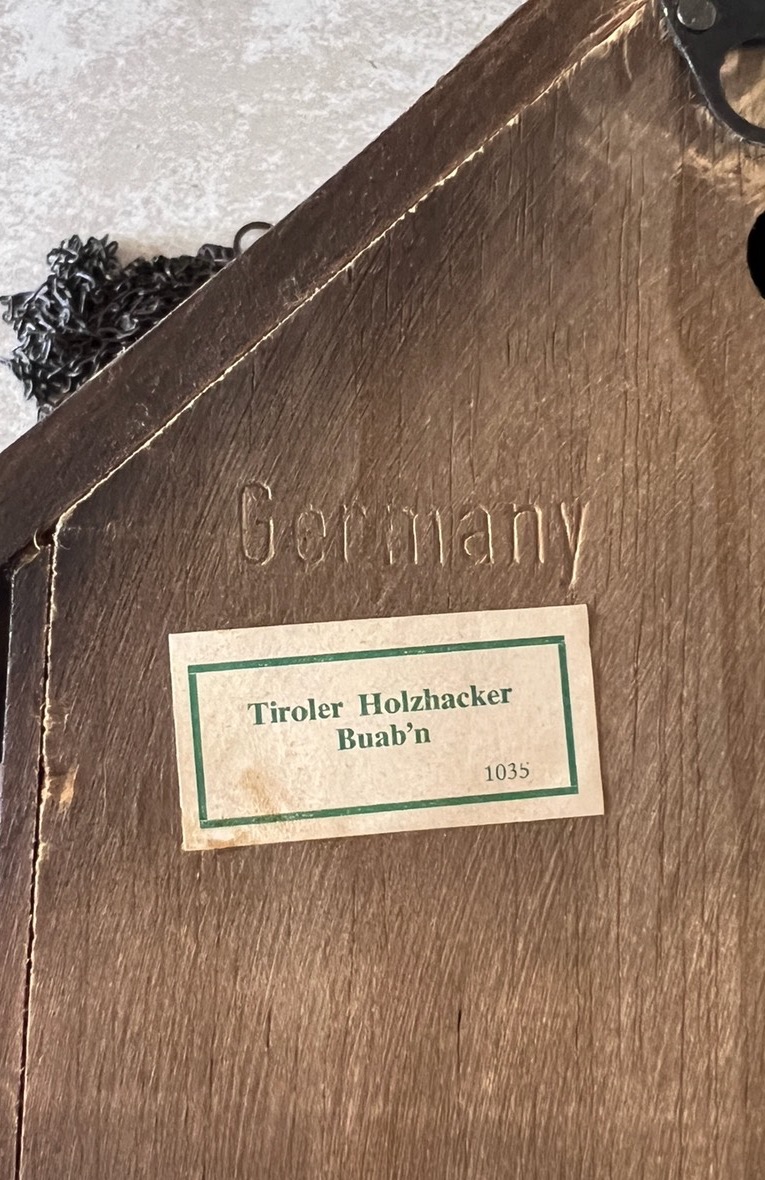 Germany
Tiroler Holzhacker
Buab'n
1035